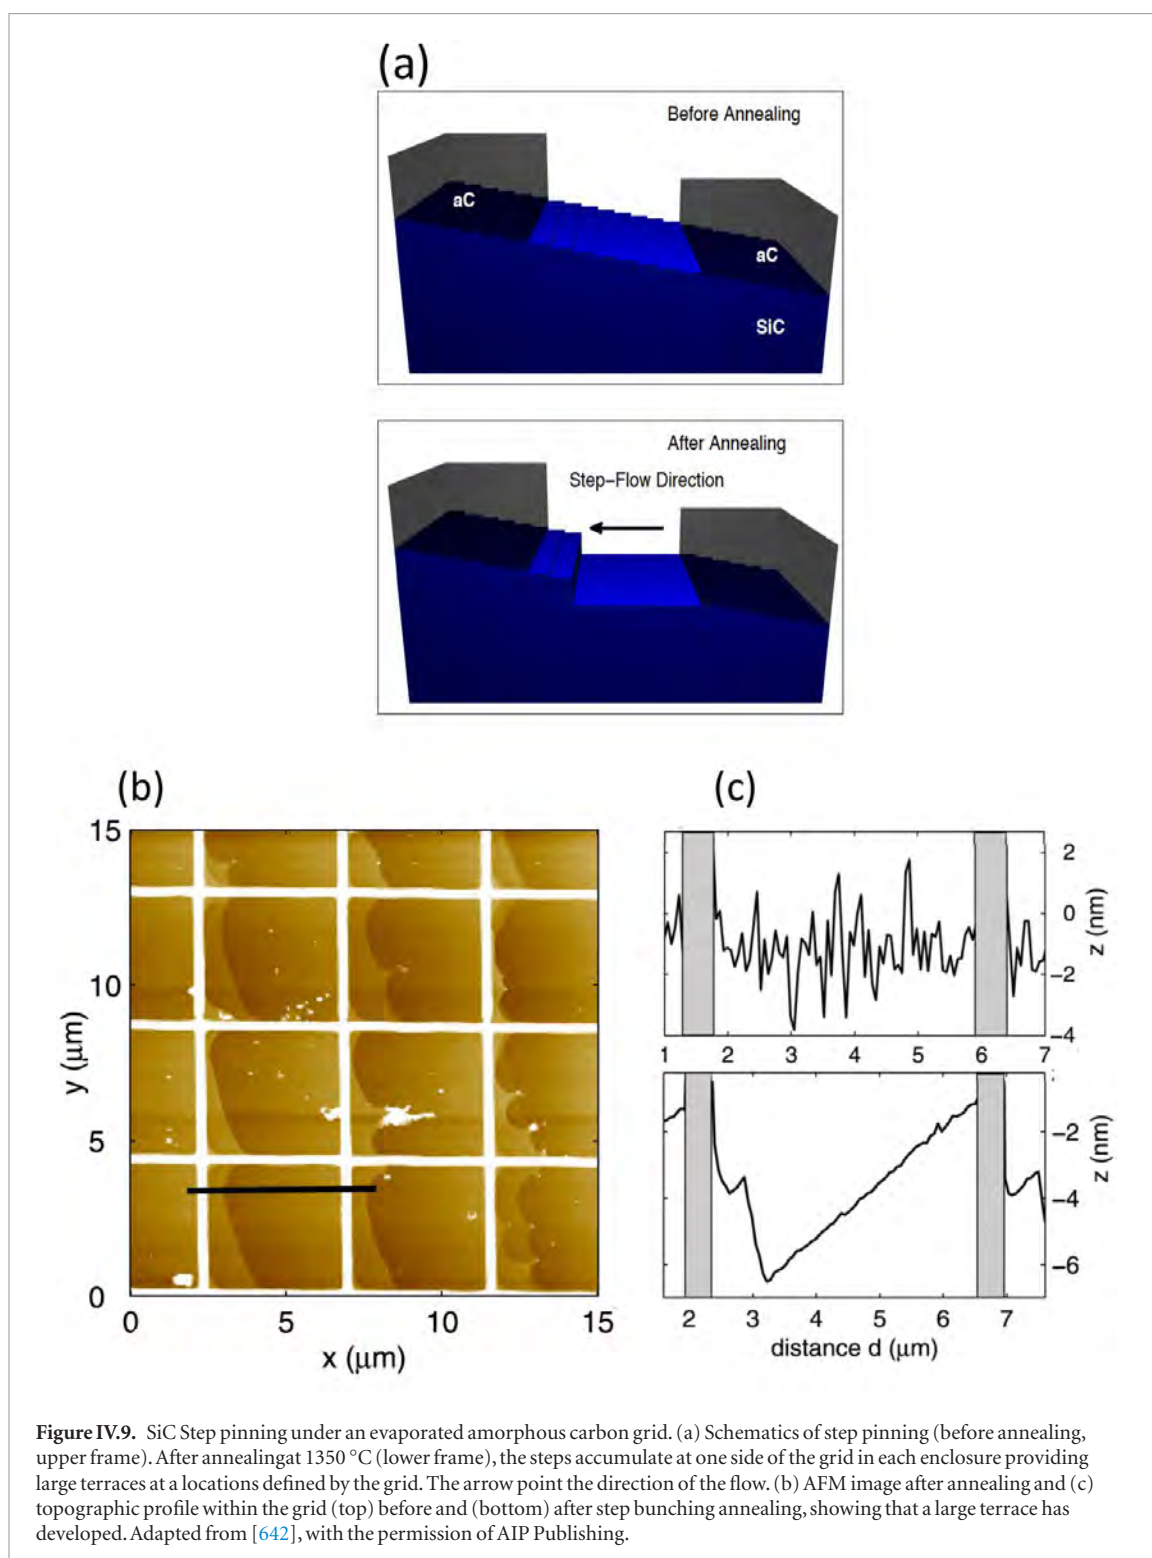 (a)
Before Annealing
aC
aC
SiC
After Annealing
Step-Flow Direction
(b)
(c)
15
10
5
0
y (μm)
0
5
10
15
x (μm)
2
0
-2
-4
z (nm)
1
2
3
4
5
6
7
-2
-4
-6
z (nm)
2
3
4
5
6
7
distance d (μm)
Figure IV.9. SiC Step pinning under an evaporated amorphous carbon grid. (a) Schematics of step pinning (before annealing,
upper frame). After annealingat 1350 °C (lower frame), the steps accumulate at one side of the grid in each enclosure providing
large terraces at a locations defined by the grid. The arrow point the direction of the flow. (b) AFM image after annealing and (c)
topographic profile within the grid (top) before and (bottom) after step bunching annealing, showing that a large terrace has
developed. Adapted from [642], with the permission of AIP Publishing.